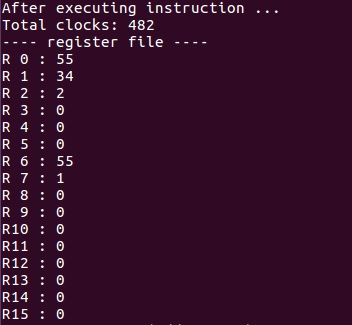 After executing instruction ...
Total clocks: 482
---- register file ----
R 0 : 55
R 1 : 34
R 2 : 2
R 3 : 0
R 4 : 0
R 5 : 0
R 6 : 55
R 7 : 1
R 8 : 0
R 9 : 0
R10 : 0
R11 : 0
R12 : 0
R13 : 0
R14 : 0
R15 : 0